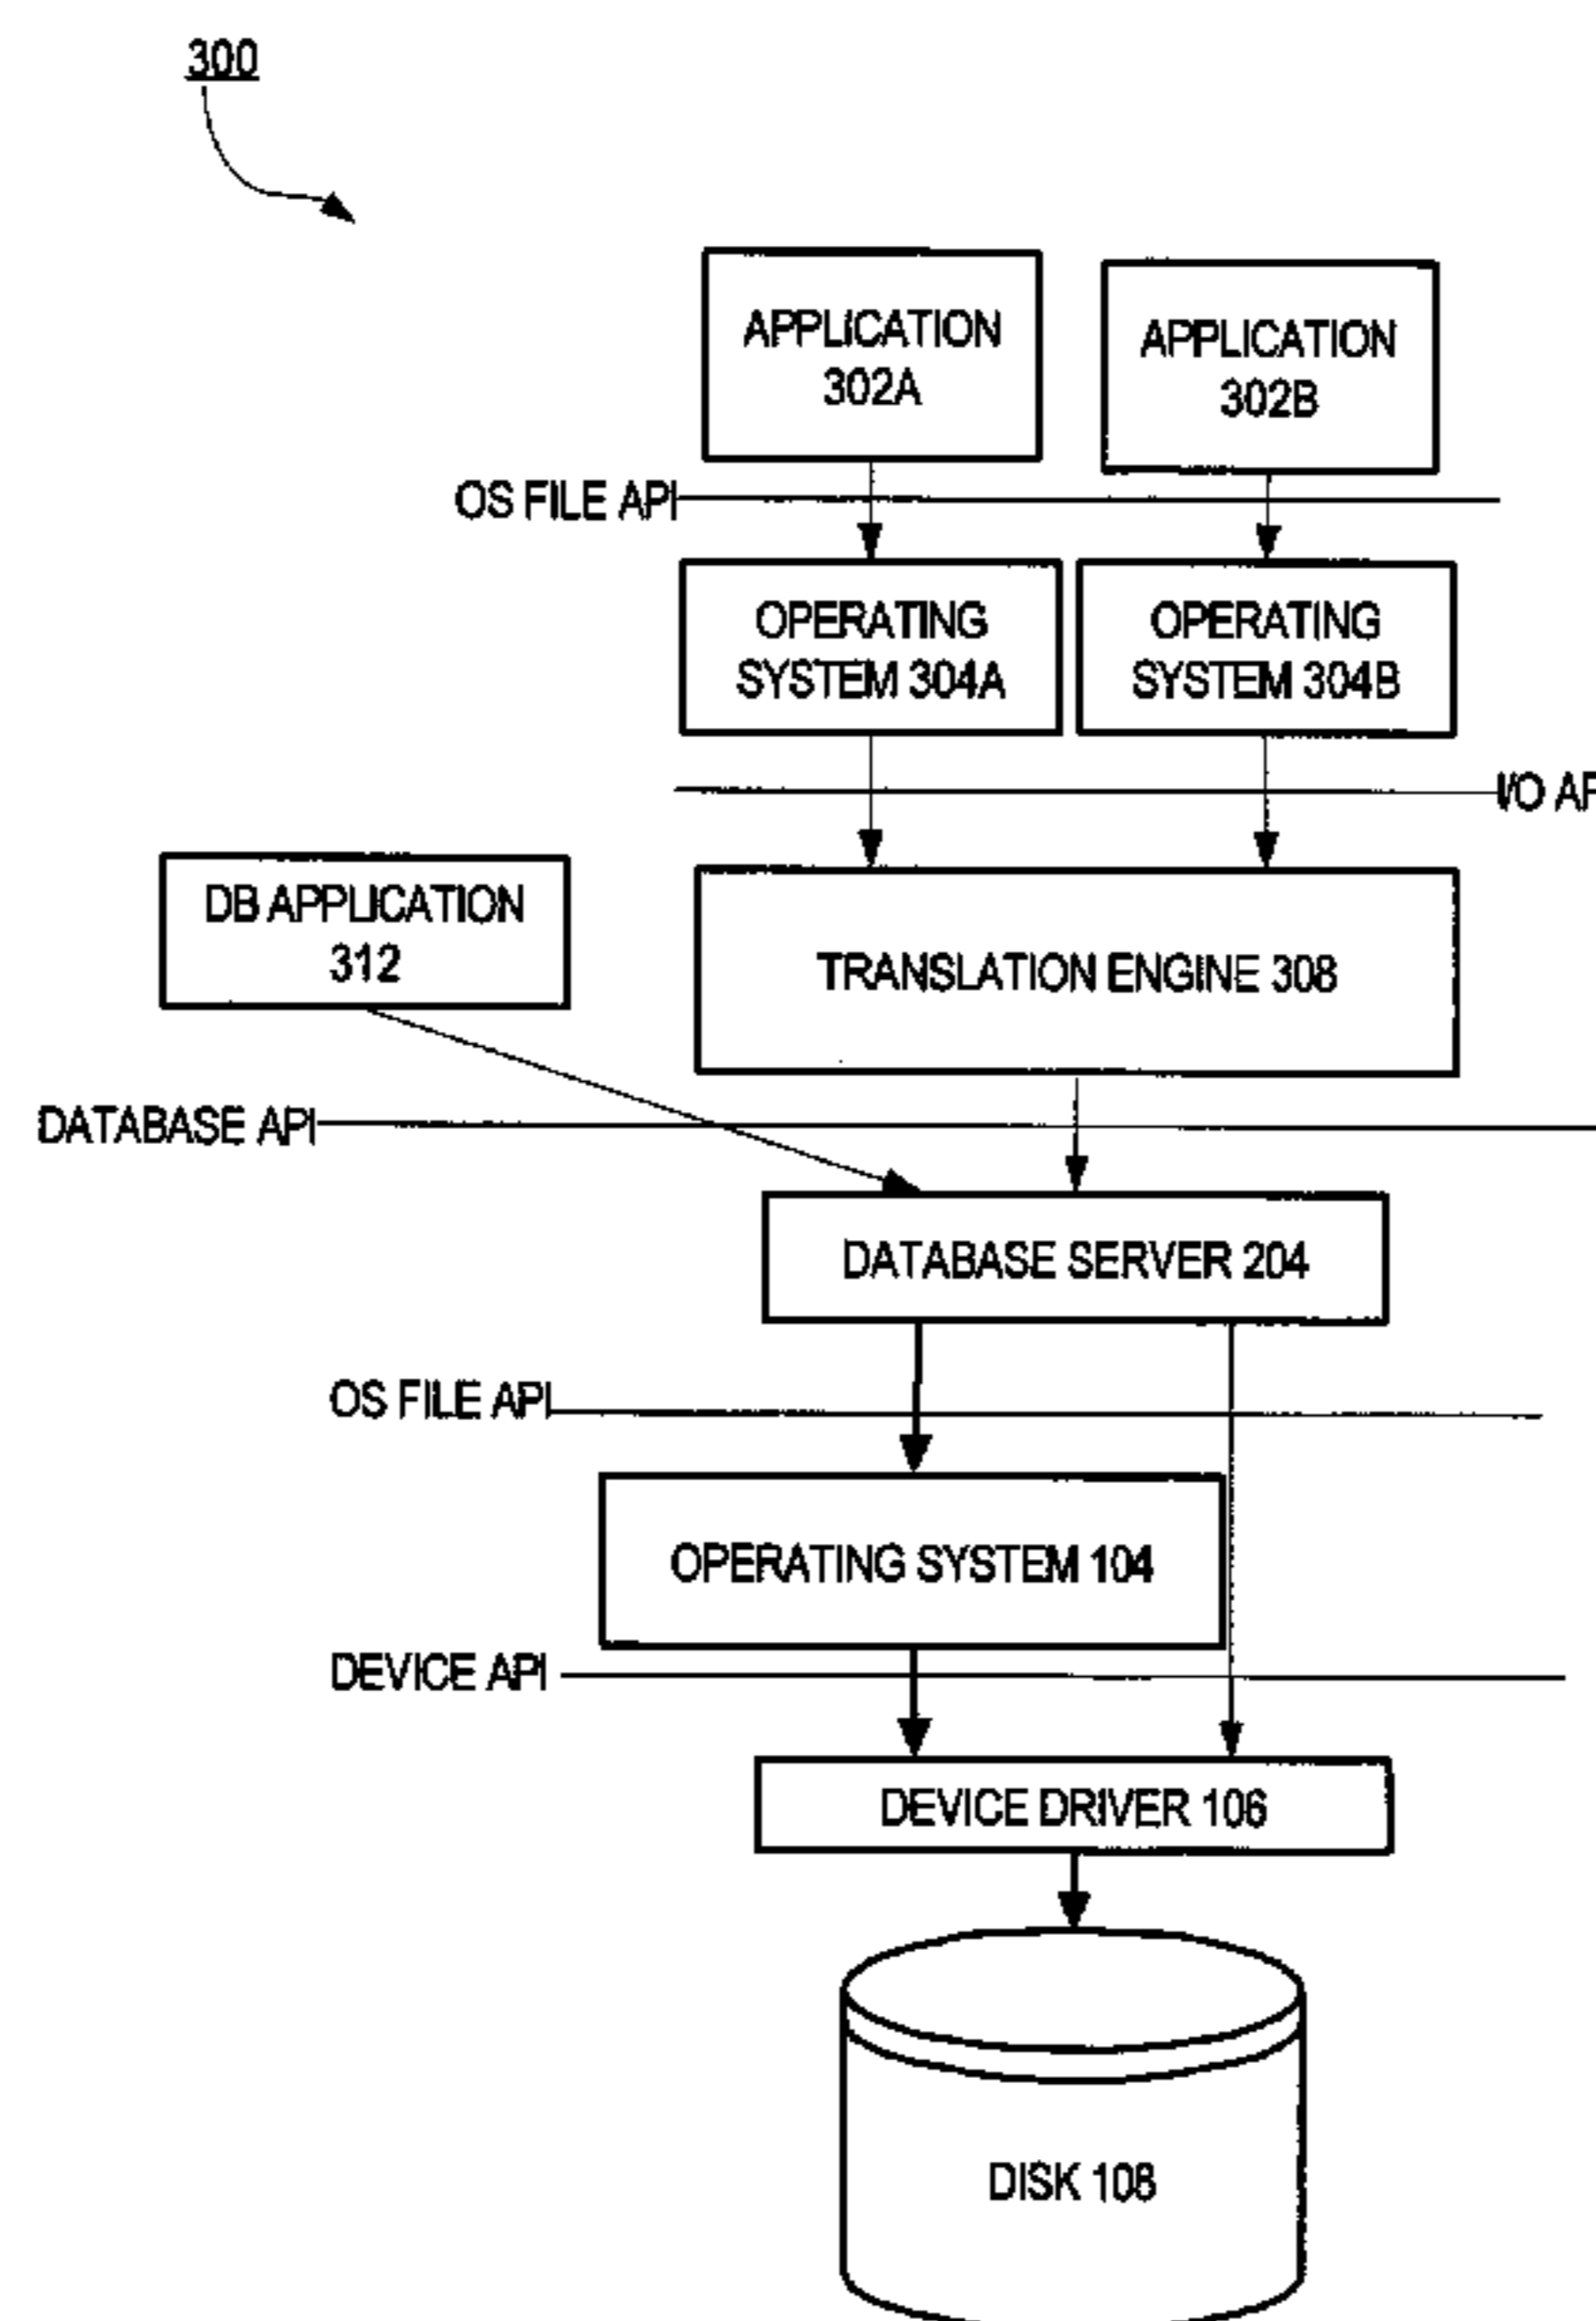 300
APPLICATION
302A
APPLICATION
302B
OS FILE API
OPERATING
SYSTEM 304A
OPERATING
SYSTEM 304B
I/O
DB APPLICATION
312
TRANSLATION ENGINE 308
DATABASE API
DATABASE SERVER 204
OS FILE API
OPERATING SYSTEM 104
DEVICE API
DEVICE DRIVER 106
DISK 108